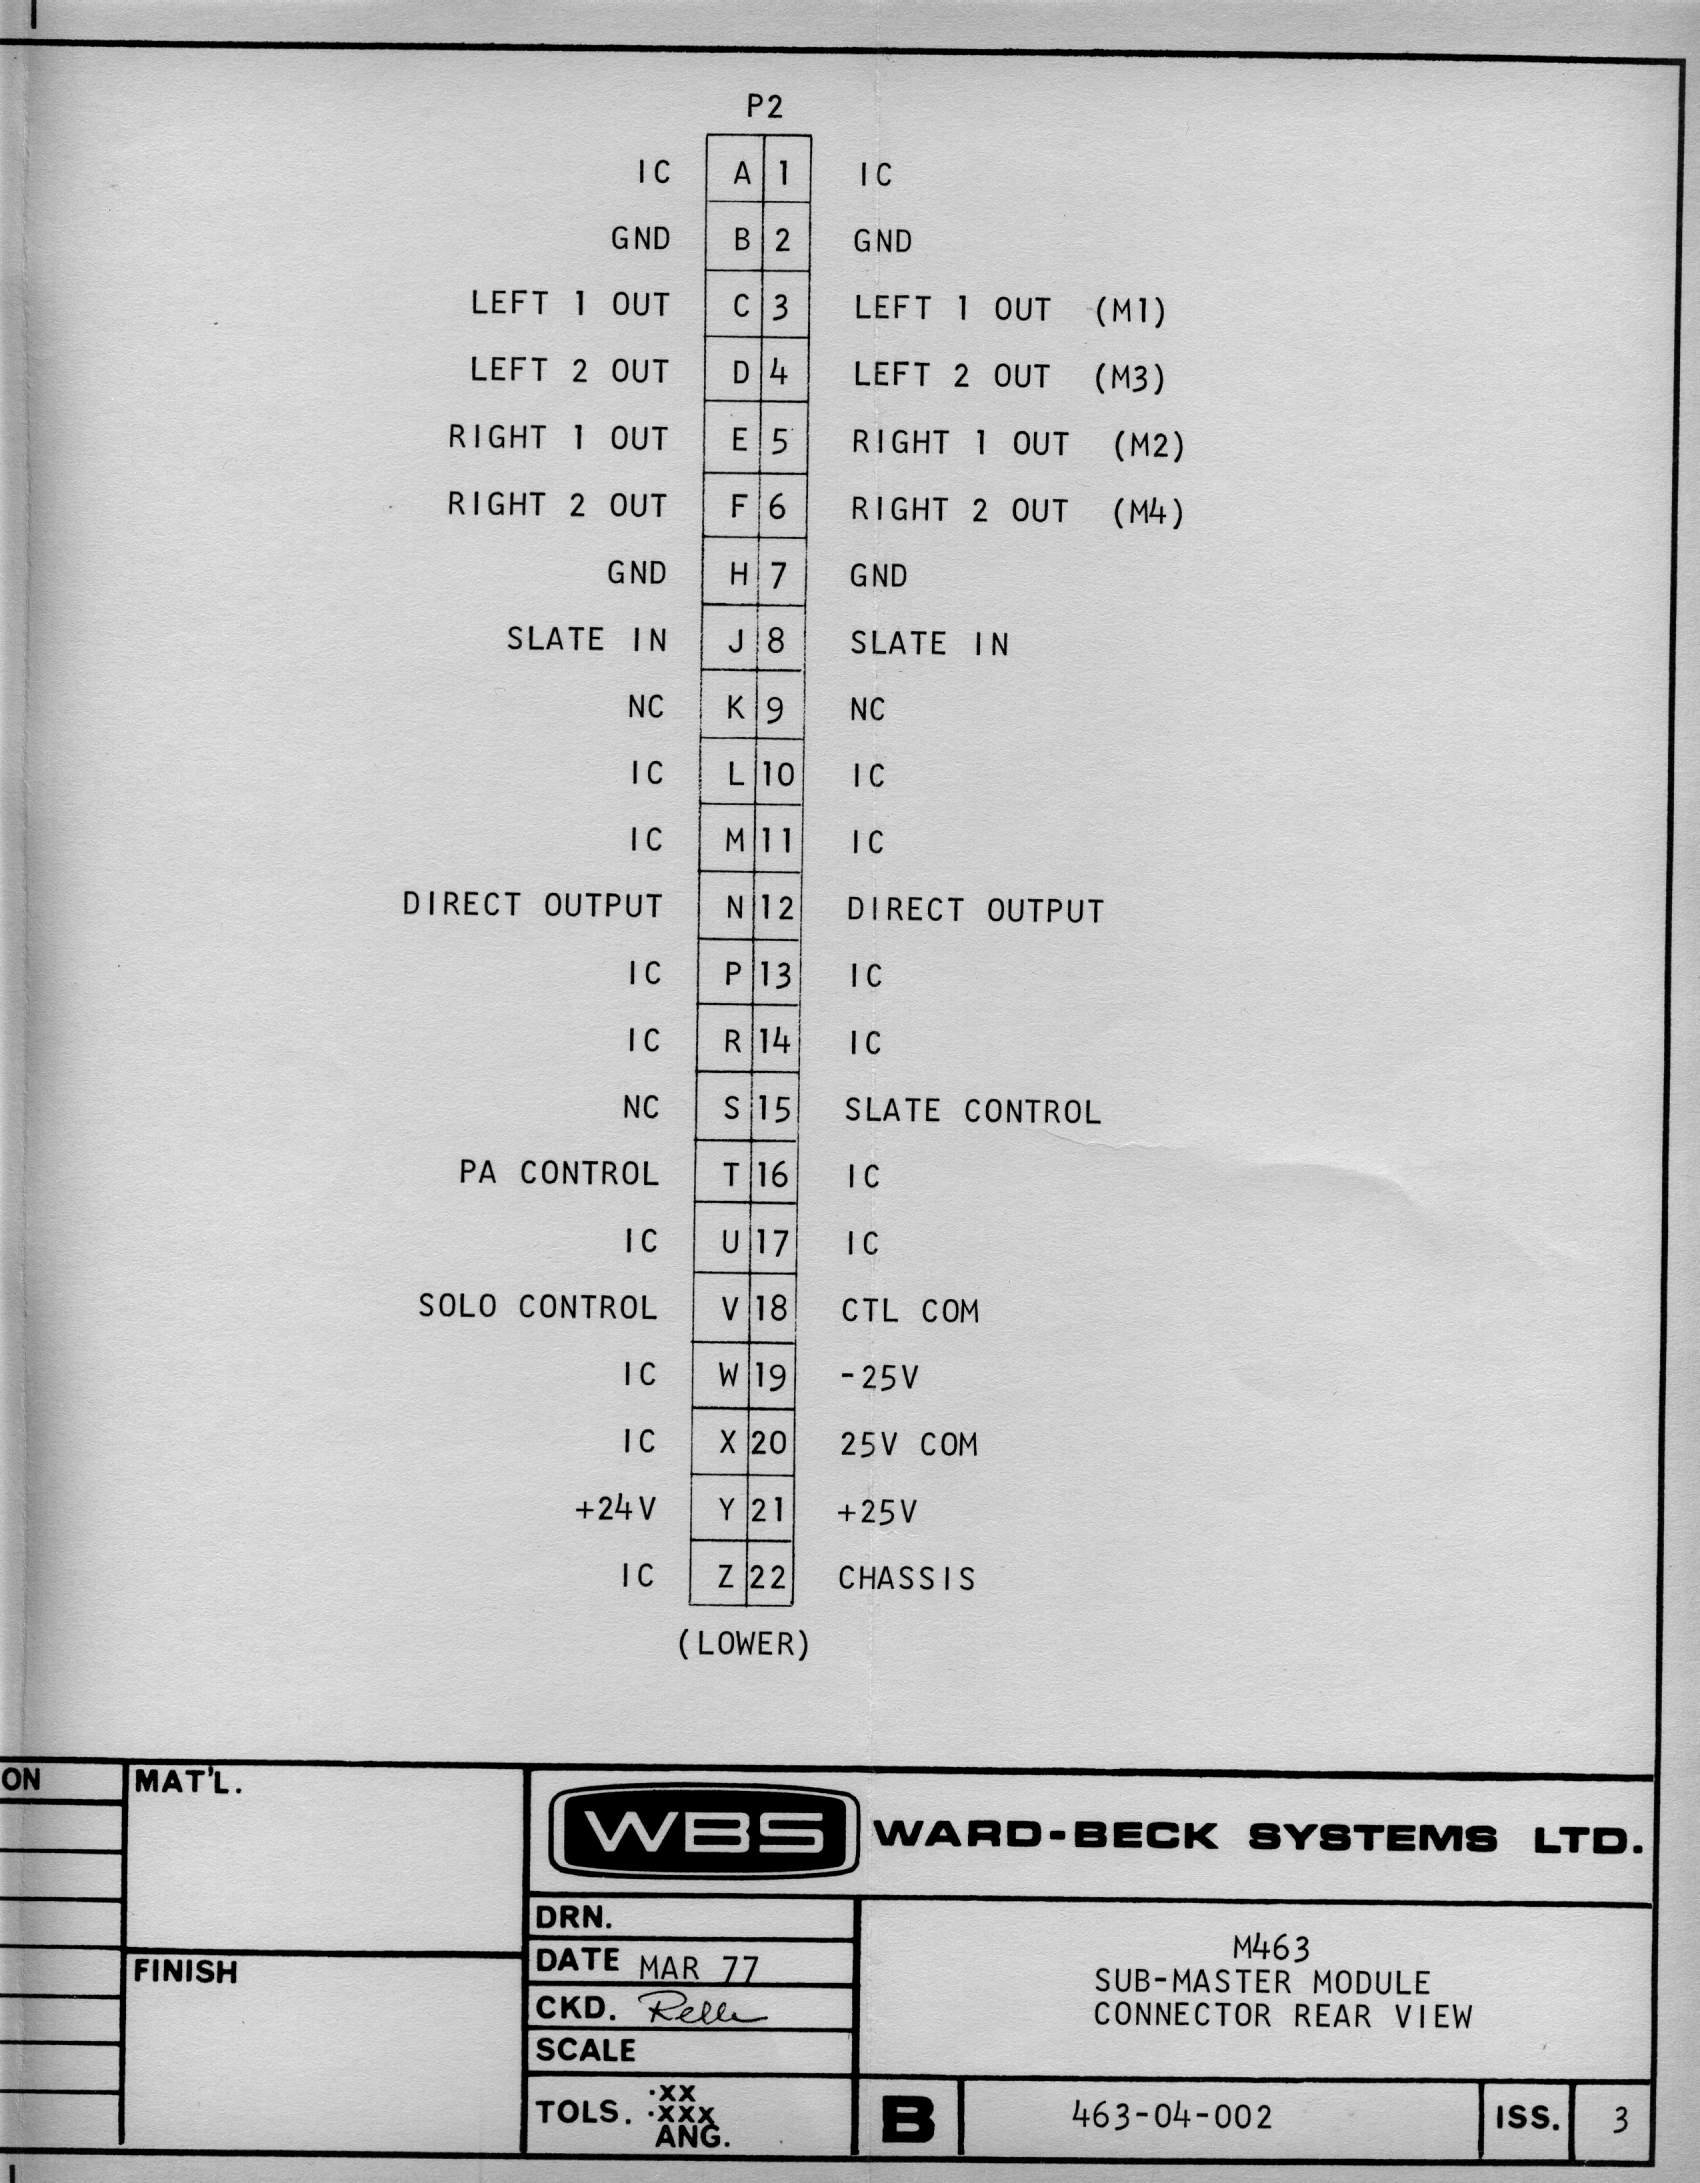 P2
IC A 1 IC
GND B 2 GND
LEFT 1 OUT C 3 LEFT 1 OUT (M1)
LEFT 2 OUT D 4 LEFT 2 OUT (M3)
RIGHT 1 OUT E 5 RIGHT 1 OUT (M2)
RIGHT 2 OUT F 6 RIGHT 2 OUT (M4)
GND H 7 GND
SLATE IN J 8 SLATE IN
NC K 9 NC
IC L 10 IC
IC M 11 IC
DIRECT OUTPUT N 12 DIRECT OUTPUT
IC P 13 IC
IC R 14 IC
NC S 15 SLATE CONTROL
PA CONTROL T 16 IC
IC U 17 IC
SOLO CONTROL V 18 CTL COM
IC W 19 -25V
IC X 20 25V COM
+24V Y 21 +25V
IC Z 22 CHASSIS
(LOWER)
ON
MAT'L.
FINISH
WBS WARD-BECK SYSTEMS LTD.
DRN.
DATE MAR 77
CKD.
SCALE
TOLS. .XX
.XXX
ANG.
M463
SUB-MASTER MODULE
CONNECTOR REAR VIEW
B 463-04-002 ISS. 3